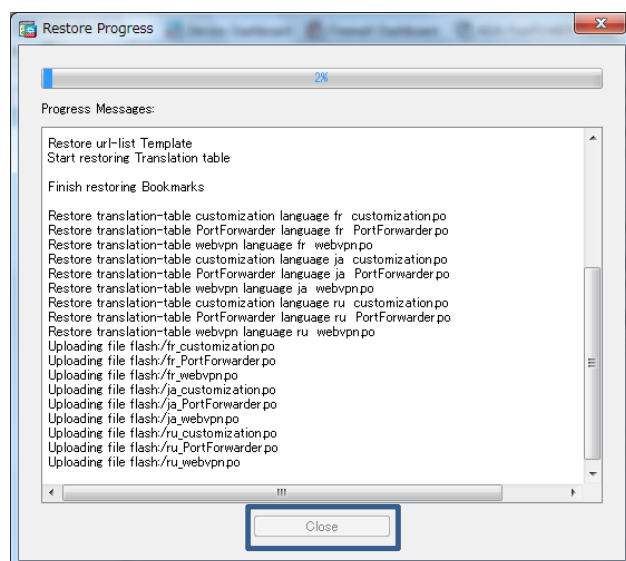 Restore Progress
2%
Progress Messages:
Restore url-list Template
Start restoring Translation table
Finish restoring Bookmarks
Restore translation-table customization language fr customization.po
Restore translation-table PortForwarder language fr PortForwarder.po
Restore translation-table webvpn language fr webvpn.po
Restore translation-table customization language ja customization.po
Restore translation-table PortForwarder language ja PortForwarder.po
Restore translation-table webvpn language ja webvpn.po
Restore translation-table customization language ru customization.po
Restore translation-table PortForwarder language ru PortForwarder.po
Restore translation-table webvpn language ru webvpn.po
Uploading file flash:/fr_customization.po
Uploading file flash:/fr_PortForwarder.po
Uploading file flash:/fr_webvpn.po
Uploading file flash:/ja_customization.po
Uploading file flash:/ja_PortForwarder.po
Uploading file flash:/ja_webvpn.po
Uploading file flash:/ru_customization.po
Uploading file flash:/ru_PortForwarder.po
Uploading file flash:/ru_webvpn.po
Close